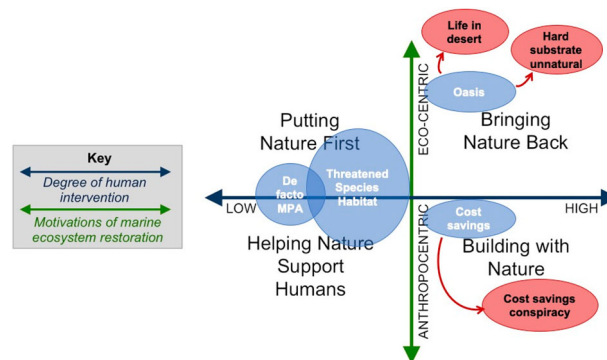 Life in
desert
Hard
substrate
unnatural
Oasis
ECO-CENTRIC
Putting
Nature First
Bringing
Nature Back
Key
Degree of human
intervention
Motivations of marine
ecosystem restoration
De
facto
MPA
Threatened
Species
Habitat
LOW
HIGH
Cost
savings
ANTHROPOCENTRIC
Helping Nature
Support
Humans
Building with
Nature
Cost savings
conspiracy